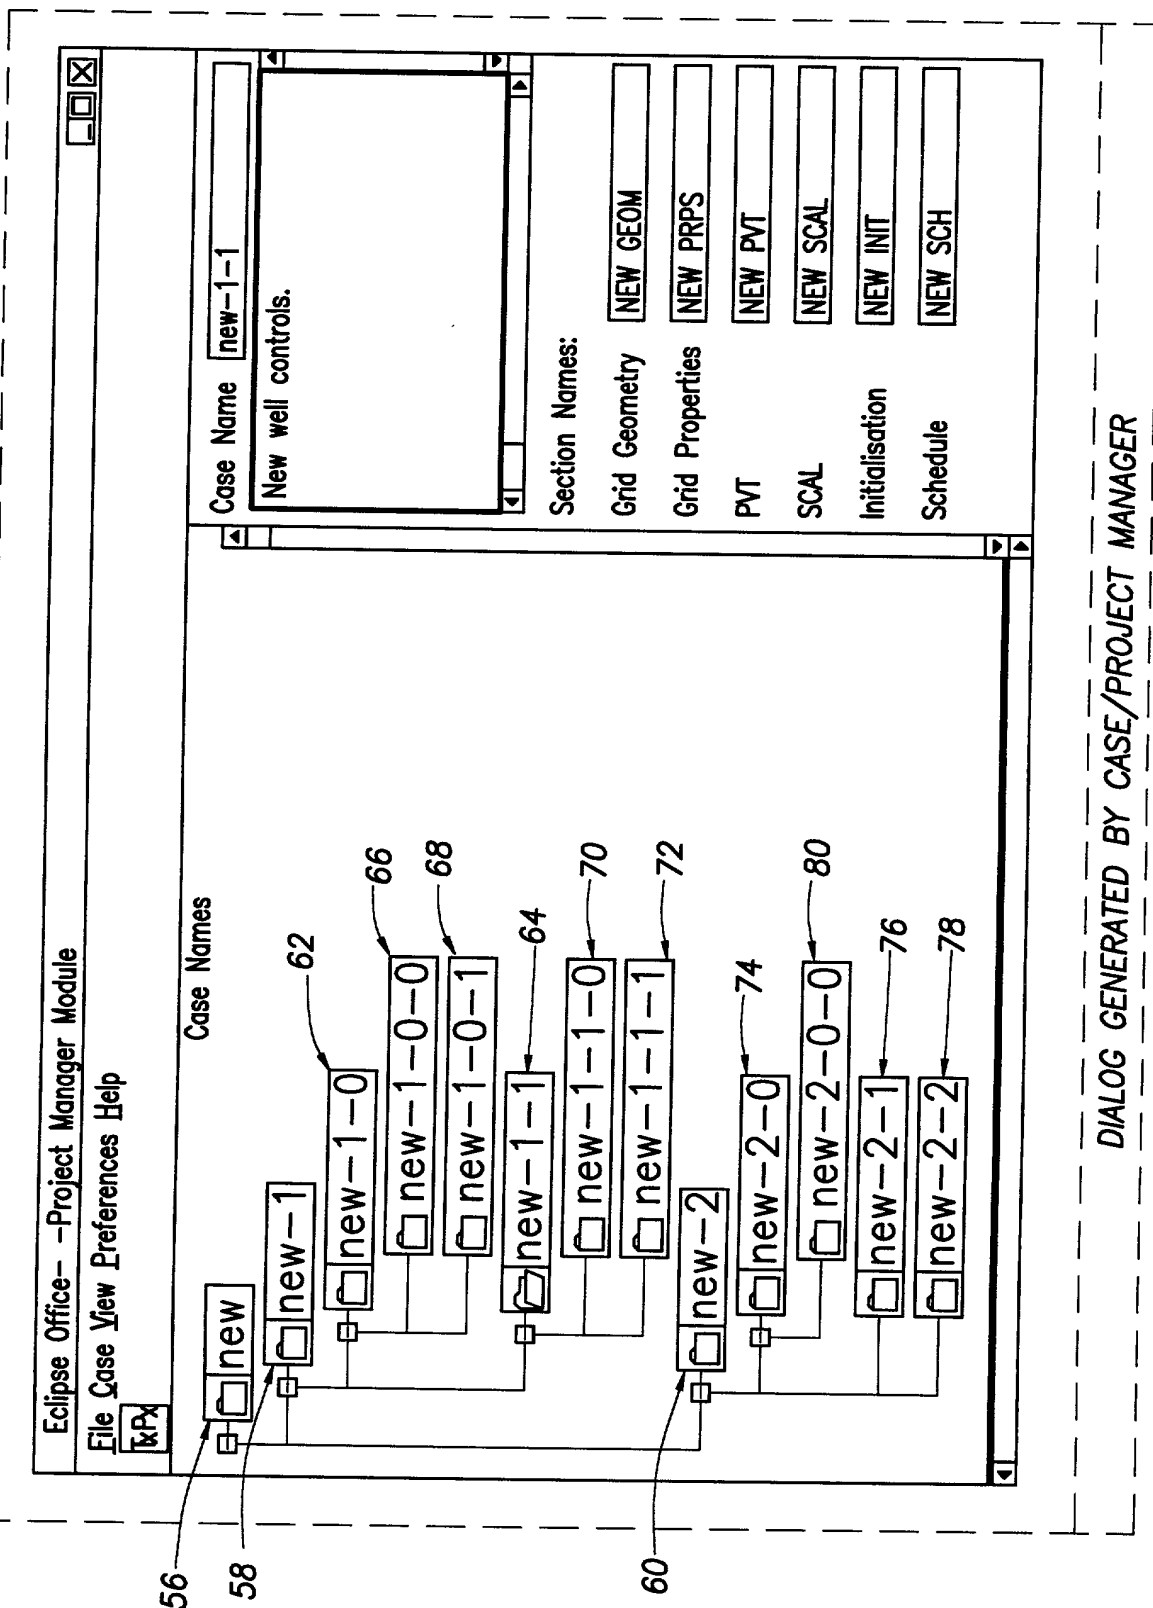 Eclipse Office- -Project Manager Module
File Case View Preferences Help
TxPx
Case Names
56
new
58
new-1
new-1-0
62
new-1-0-0
66
new-1-0-1
68
new-1-1
64
new-1-1-0
70
new-1-1-1
72
60
new-2
new-2-0
74
new-2-0-0
80
new-2-1
76
new-2-2
78
Case Name new-1-1
New well controls.
Section Names:
Grid Geometry NEW GEOM
Grid Properties NEW PRPS
PVT NEW PVT
SCAL NEW SCAL
Initialisation NEW INIT
Schedule NEW SCH
DIALOG GENERATED BY CASE/PROJECT MANAGER